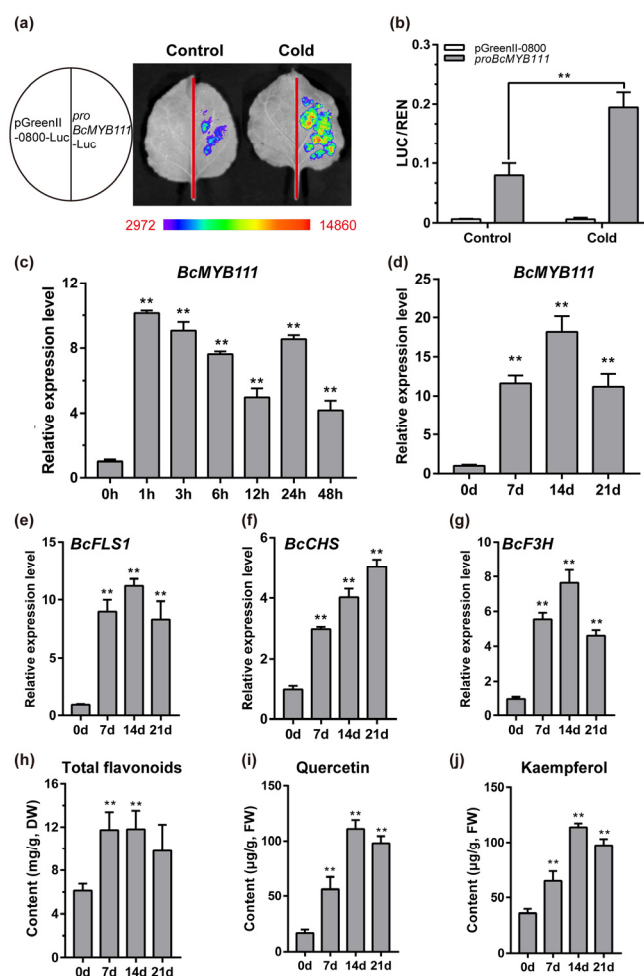 (a)
Control Cold
pGreenII
-0800-Luc
pro
BcMYB111
-Luc
2972 14860
(b)
pGreenII-0800
proBcMYB111
**
LUC/REN
0.3
0.2
0.1
0
Control Cold
(c)
BcMYB111
Relative expression level
12
8
4
0
** ** ** ** ** **
0h 1h 3h 6h 12h 24h 48h
(d)
BcMYB111
Relative expression level
25
20
15
10
5
0
** ** **
0d 7d 14d 21d
(e)
BcFLS1
Relative expression level
15
10
5
0
** ** **
0d 7d 14d 21d
(f)
BcCHS
Relative expression level
6
4
2
0
** ** **
0d 7d 14d 21d
(g)
BcF3H
Relative expression level
10
8
6
4
2
0
** ** **
0d 7d 14d 21d
(h)
Total flavonoids
Content (mg/g, DW)
15
12
9
6
3
0
** **
0d 7d 14d 21d
(i)
Quercetin
Content (μg/g, FW)
150
100
50
0
** ** **
0d 7d 14d 21d
(j)
Kaempferol
Content (μg/g, FW)
150
100
50
0
** ** **
0d 7d 14d 21d